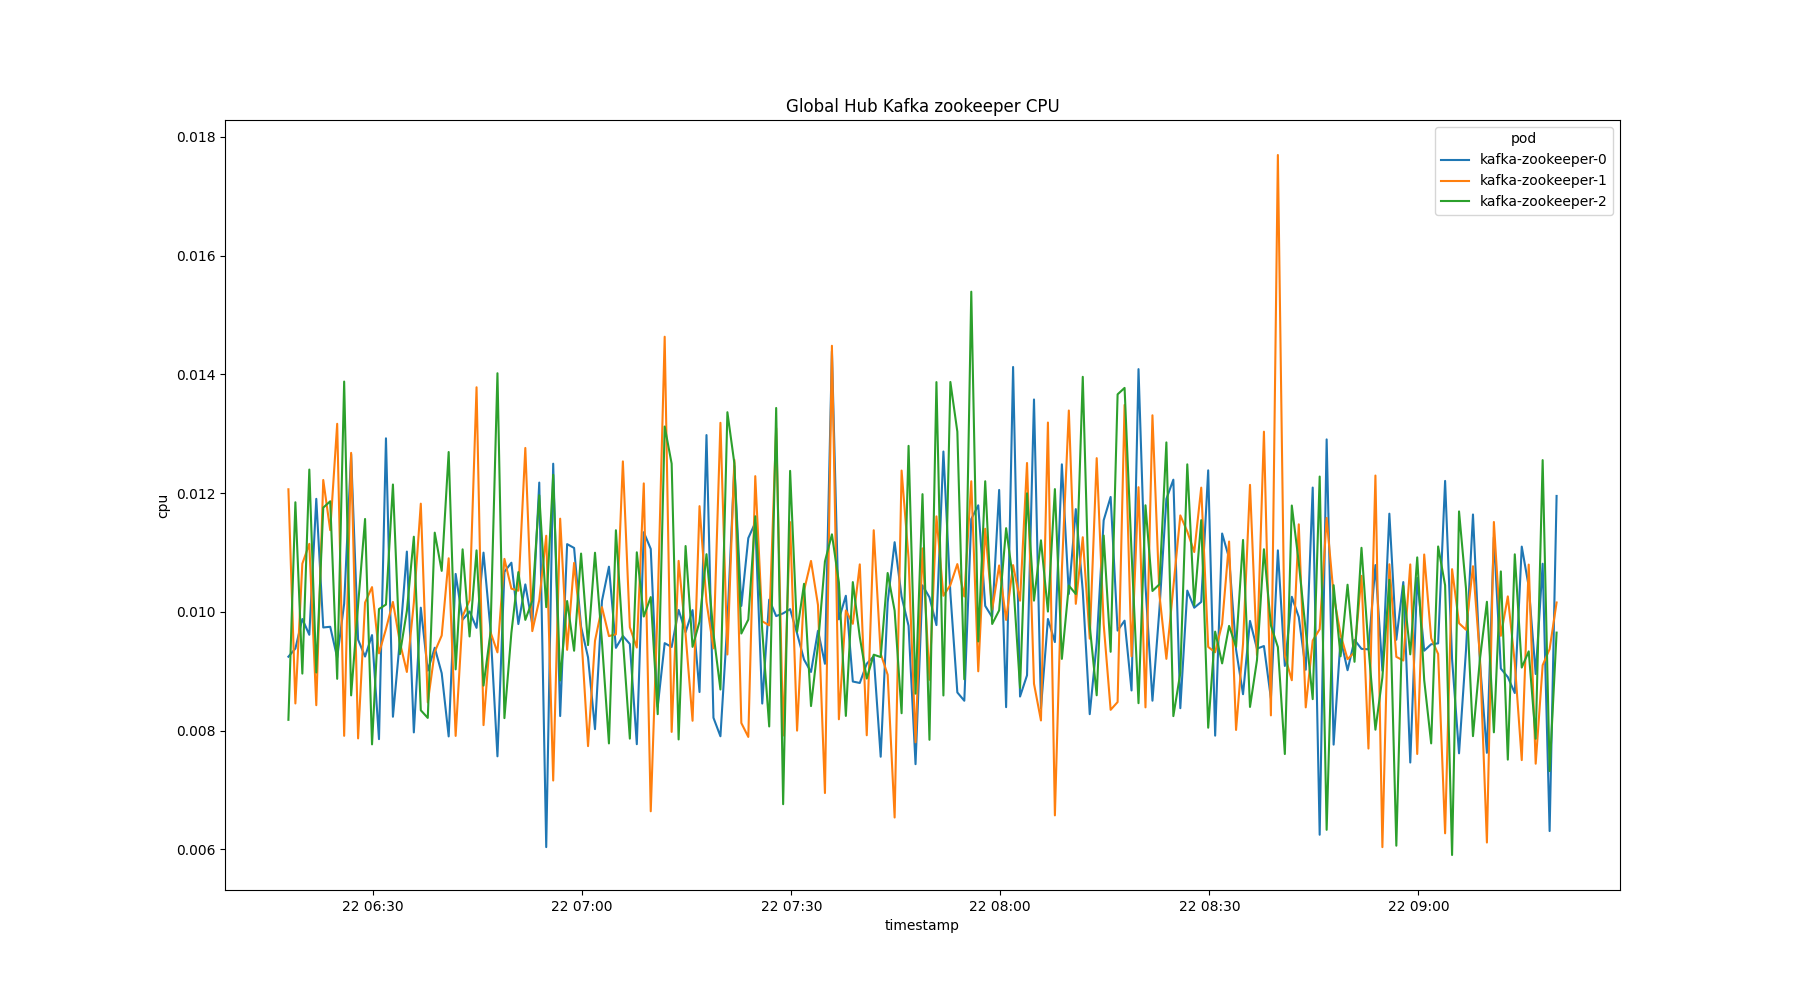 Global Hub Kafka zookeeper CPU
pod
kafka-zookeeper-0
kafka-zookeeper-1
kafka-zookeeper-2
cpu
0.018
0.016
0.014
0.012
0.010
0.008
0.006
22 06:30
22 07:00
22 07:30
22 08:00
22 08:30
22 09:00
timestamp